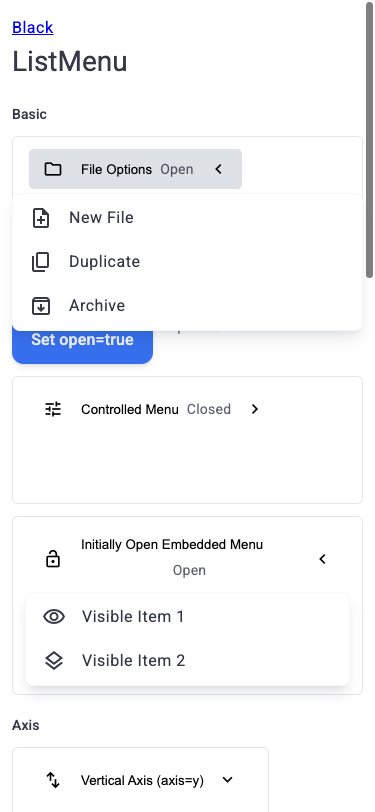 Black
ListMenu
Basic
File Options Open
New File
Duplicate
Archive
Set open=true
Controlled Menu Closed
Initially Open Embedded Menu
Open
Visible Item 1
Visible Item 2
Axis
Vertical Axis (axis=y)